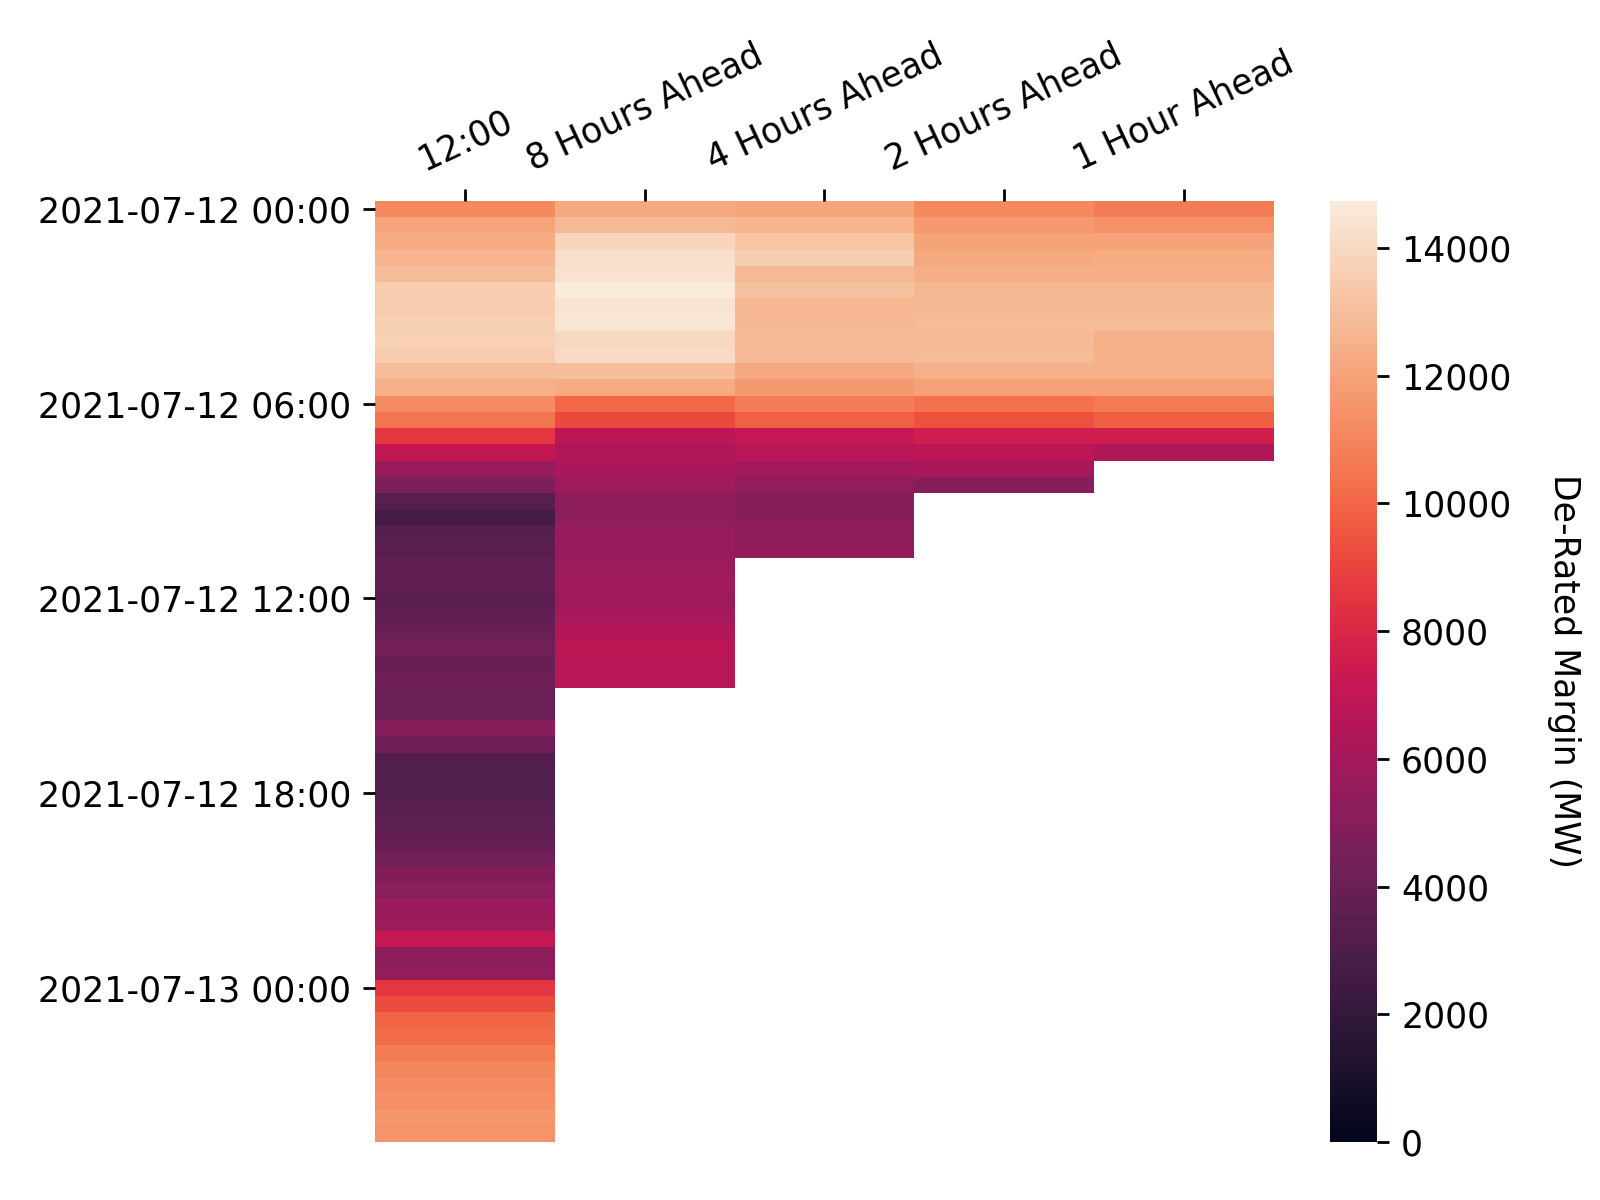 12:00
8 Hours Ahead
4 Hours Ahead
2 Hours Ahead
1 Hour Ahead
2021-07-12 00:00
2021-07-12 06:00
2021-07-12 12:00
2021-07-12 18:00
2021-07-13 00:00
14000
12000
10000
8000
6000
4000
2000
0
De-Rated Margin (MW)